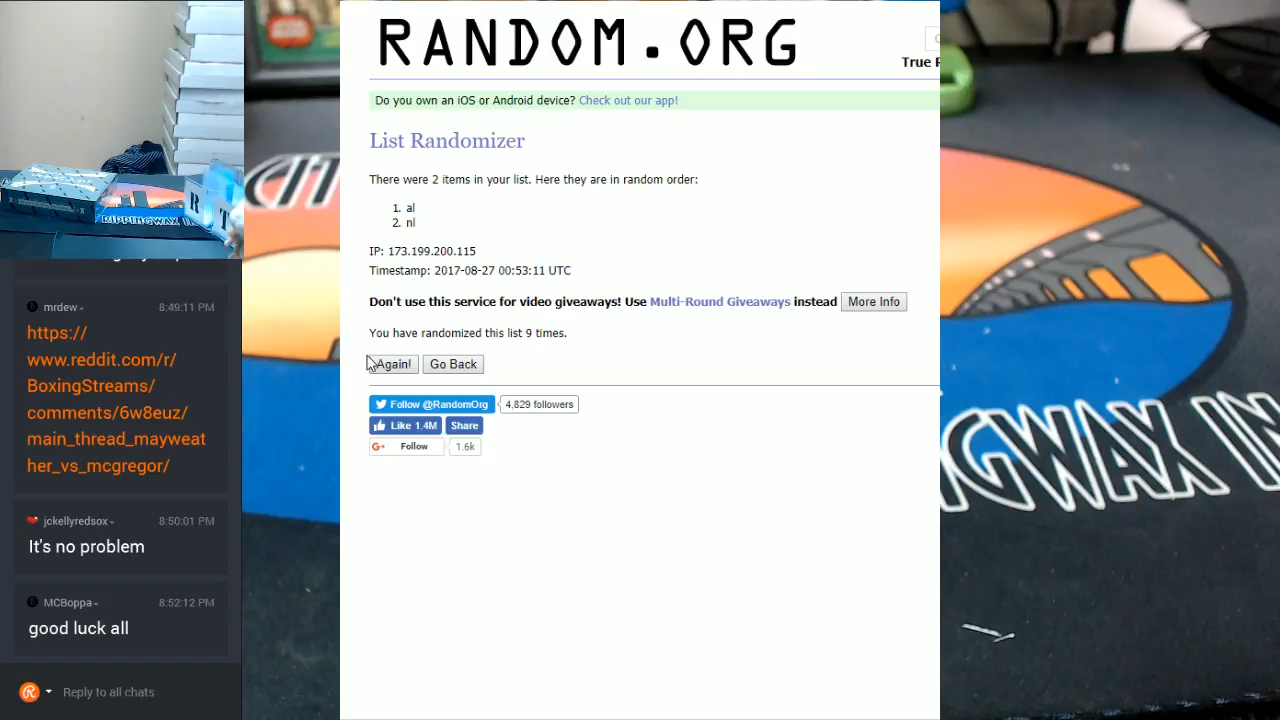 RANDOM.ORG
True
Do you own an iOS or Android device? Check out our app!
List Randomizer
There were 2 items in your list. Here they are in random order:
1. al
2. nl
IP: 173.199.200.115
Timestamp: 2017-08-27 00:53:11 UTC
Don't use this service for video giveaways! Use Multi-Round Giveaways instead More Info
You have randomized this list 9 times.
Again! Go Back
Follow @RandomOrg 4,829 followers
Like 1.4M Share
G+ Follow 1.6k
R T
RIPPINGWAX IN
mrdew 8:49:11 PM
https://
www.reddit.com/r/
BoxingStreams/
comments/6w8euz/
main_thread_mayweat
her_vs_mcgregor/
jckellyredsox 8:50:01 PM
It's no problem
MCBoppa 8:52:12 PM
good luck all
Reply to all chats
NGWAX IN